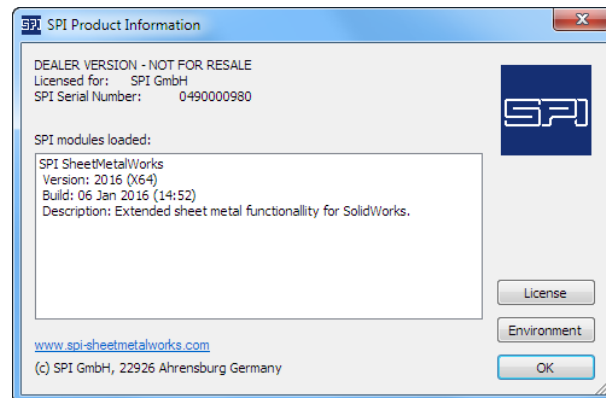 SPI SPI Product Information
DEALER VERSION - NOT FOR RESALE
Licensed for: SPI GmbH
SPI Serial Number: 0490000980
SPI
SPI modules loaded:
SPI SheetMetalWorks
Version: 2016 (X64)
Build: 06 Jan 2016 (14:52)
Description: Extended sheet metal functionallity for SolidWorks.
License
Environment
www.spi-sheetmetalworks.com
(c) SPI GmbH, 22926 Ahrensburg Germany
OK